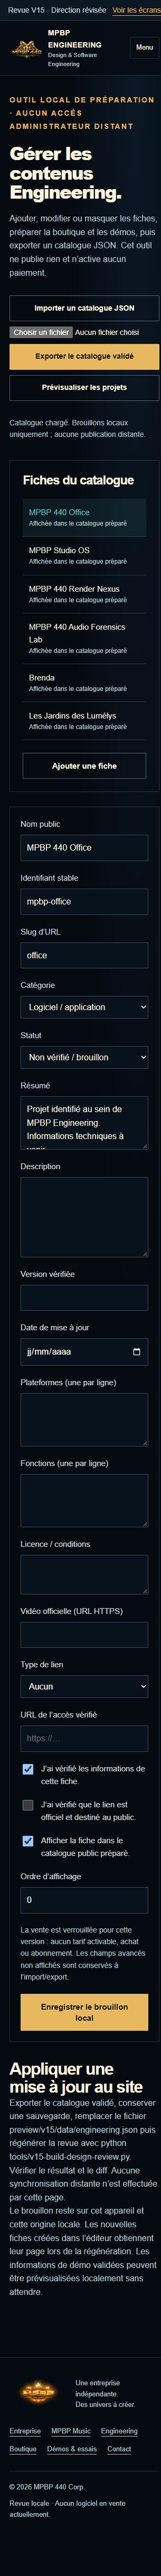 Revue V15 · Direction révisée Voir les écrans
MPBP
ENGINEERING
Design & Software
Engineering
Menu
OUTIL LOCAL DE PRÉPARATION
· AUCUN ACCÈS
ADMINISTRATEUR DISTANT
Gérer les
contenus
Engineering.
Ajouter, modifier ou masquer les fiches,
préparer la boutique et les démos, puis
exporter un catalogue JSON. Cet outil
ne publie rien et n'active aucun
paiement.
Importer un catalogue JSON
Choisir un fichier Aucun fichier choisi
Exporter le catalogue validé
Prévisualiser les projets
Catalogue chargé. Brouillons locaux
uniquement ; aucune publication distante.
Fiches du catalogue
MPBP 440 Office
Affichée dans le catalogue préparé
MPBP Studio OS
Affichée dans le catalogue préparé
MPBP 440 Render Nexus
Affichée dans le catalogue préparé
MPBP 440 Audio Forensics
Lab
Affichée dans le catalogue préparé
Brenda
Affichée dans le catalogue préparé
Les Jardins des Lumélys
Affichée dans le catalogue préparé
Ajouter une fiche
Nom public
MPBP 440 Office
Identifiant stable
mpbp-office
Slug d'URL
office
Catégorie
Logiciel / application
Statut
Non vérifié / brouillon
Résumé
Projet identifié au sein de
MPBP Engineering.
Informations techniques à
Description
Version vérifiée
Date de mise à jour
jj/mm/aaaa
Plateformes (une par ligne)
Fonctions (une par ligne)
Licence / conditions
Vidéo officielle (URL HTTPS)
Type de lien
Aucun
URL de l'accès vérifié
https://…
J'ai vérifié les informations de
cette fiche.
J'ai vérifié que le lien est
officiel et destiné au public.
Afficher la fiche dans le
catalogue public préparé.
Ordre d'affichage
0
La vente est verrouillée pour cette
version : aucun tarif activable, achat
ou abonnement. Les champs avancés
non affichés sont conservés à
l'import/export.
Enregistrer le brouillon
local
Appliquer une
mise à jour au site
Exporter le catalogue validé, conserver
une sauvegarde, remplacer le fichier
preview/v15/data/engineering.json puis
régénérer la revue avec python
tools/v15-build-design-review.py.
Vérifier le résultat et le diff. Aucune
synchronisation distante n'est effectuée
par cette page.
Le brouillon reste sur cet appareil et
cette origine locale. Les nouvelles
fiches créées dans l'éditeur obtiennent
leur page lors de la régénération. Les
informations de démo validées peuvent
être prévisualisées localement sans
attendre.
Une entreprise
indépendante.
Des univers à créer.
Entreprise MPBP Music Engineering
Boutique Démos & essais Contact
© 2026 MPBP 440 Corp.
Revue locale · Aucun logiciel en vente
actuellement.